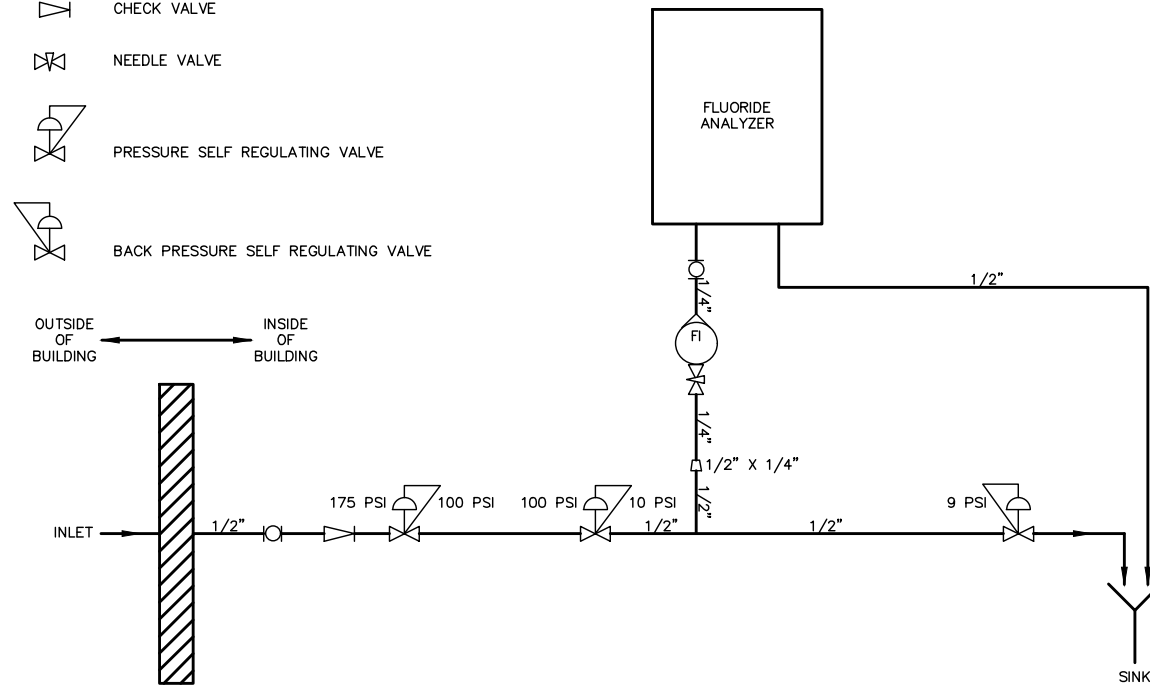 CHECK VALVE
NEEDLE VALVE
PRESSURE SELF REGULATING VALVE
BACK PRESSURE SELF REGULATING VALVE
FLUORIDE
ANALYZER
1/2"
1/4"
FI
OUTSIDE
OF
BUILDING
INSIDE
OF
BUILDING
1/4"
1/2" X 1/4"
1/2"
175 PSI
100 PSI
100 PSI
10 PSI
9 PSI
INLET
1/2"
1/2"
1/2"
SINK